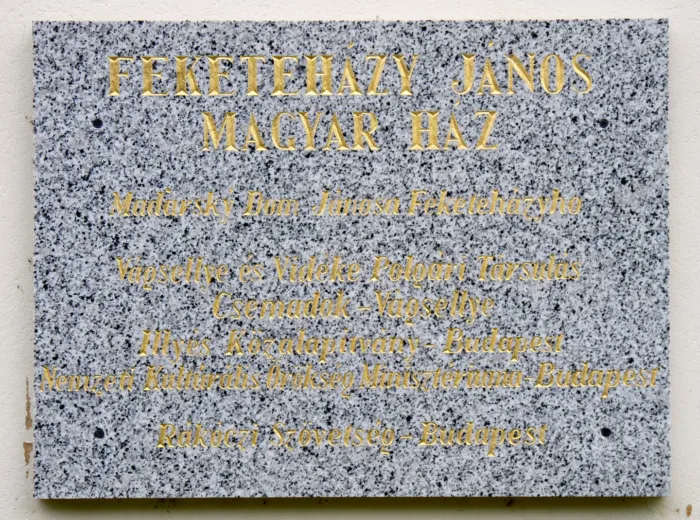 FEKETEHÁZY JÁNOS
MAGYAR HÁZ
Maďarský Dom Jánosa Feketeházyho
Vágsellye és Vidéke Polgári Társulás
Csemadok - Vágsellye
Illyés Közalapítvány - Budapest
Nemzeti Kultúrális Örökség Minisztériuma - Budapest
Rákóczi Szövetség - Budapest